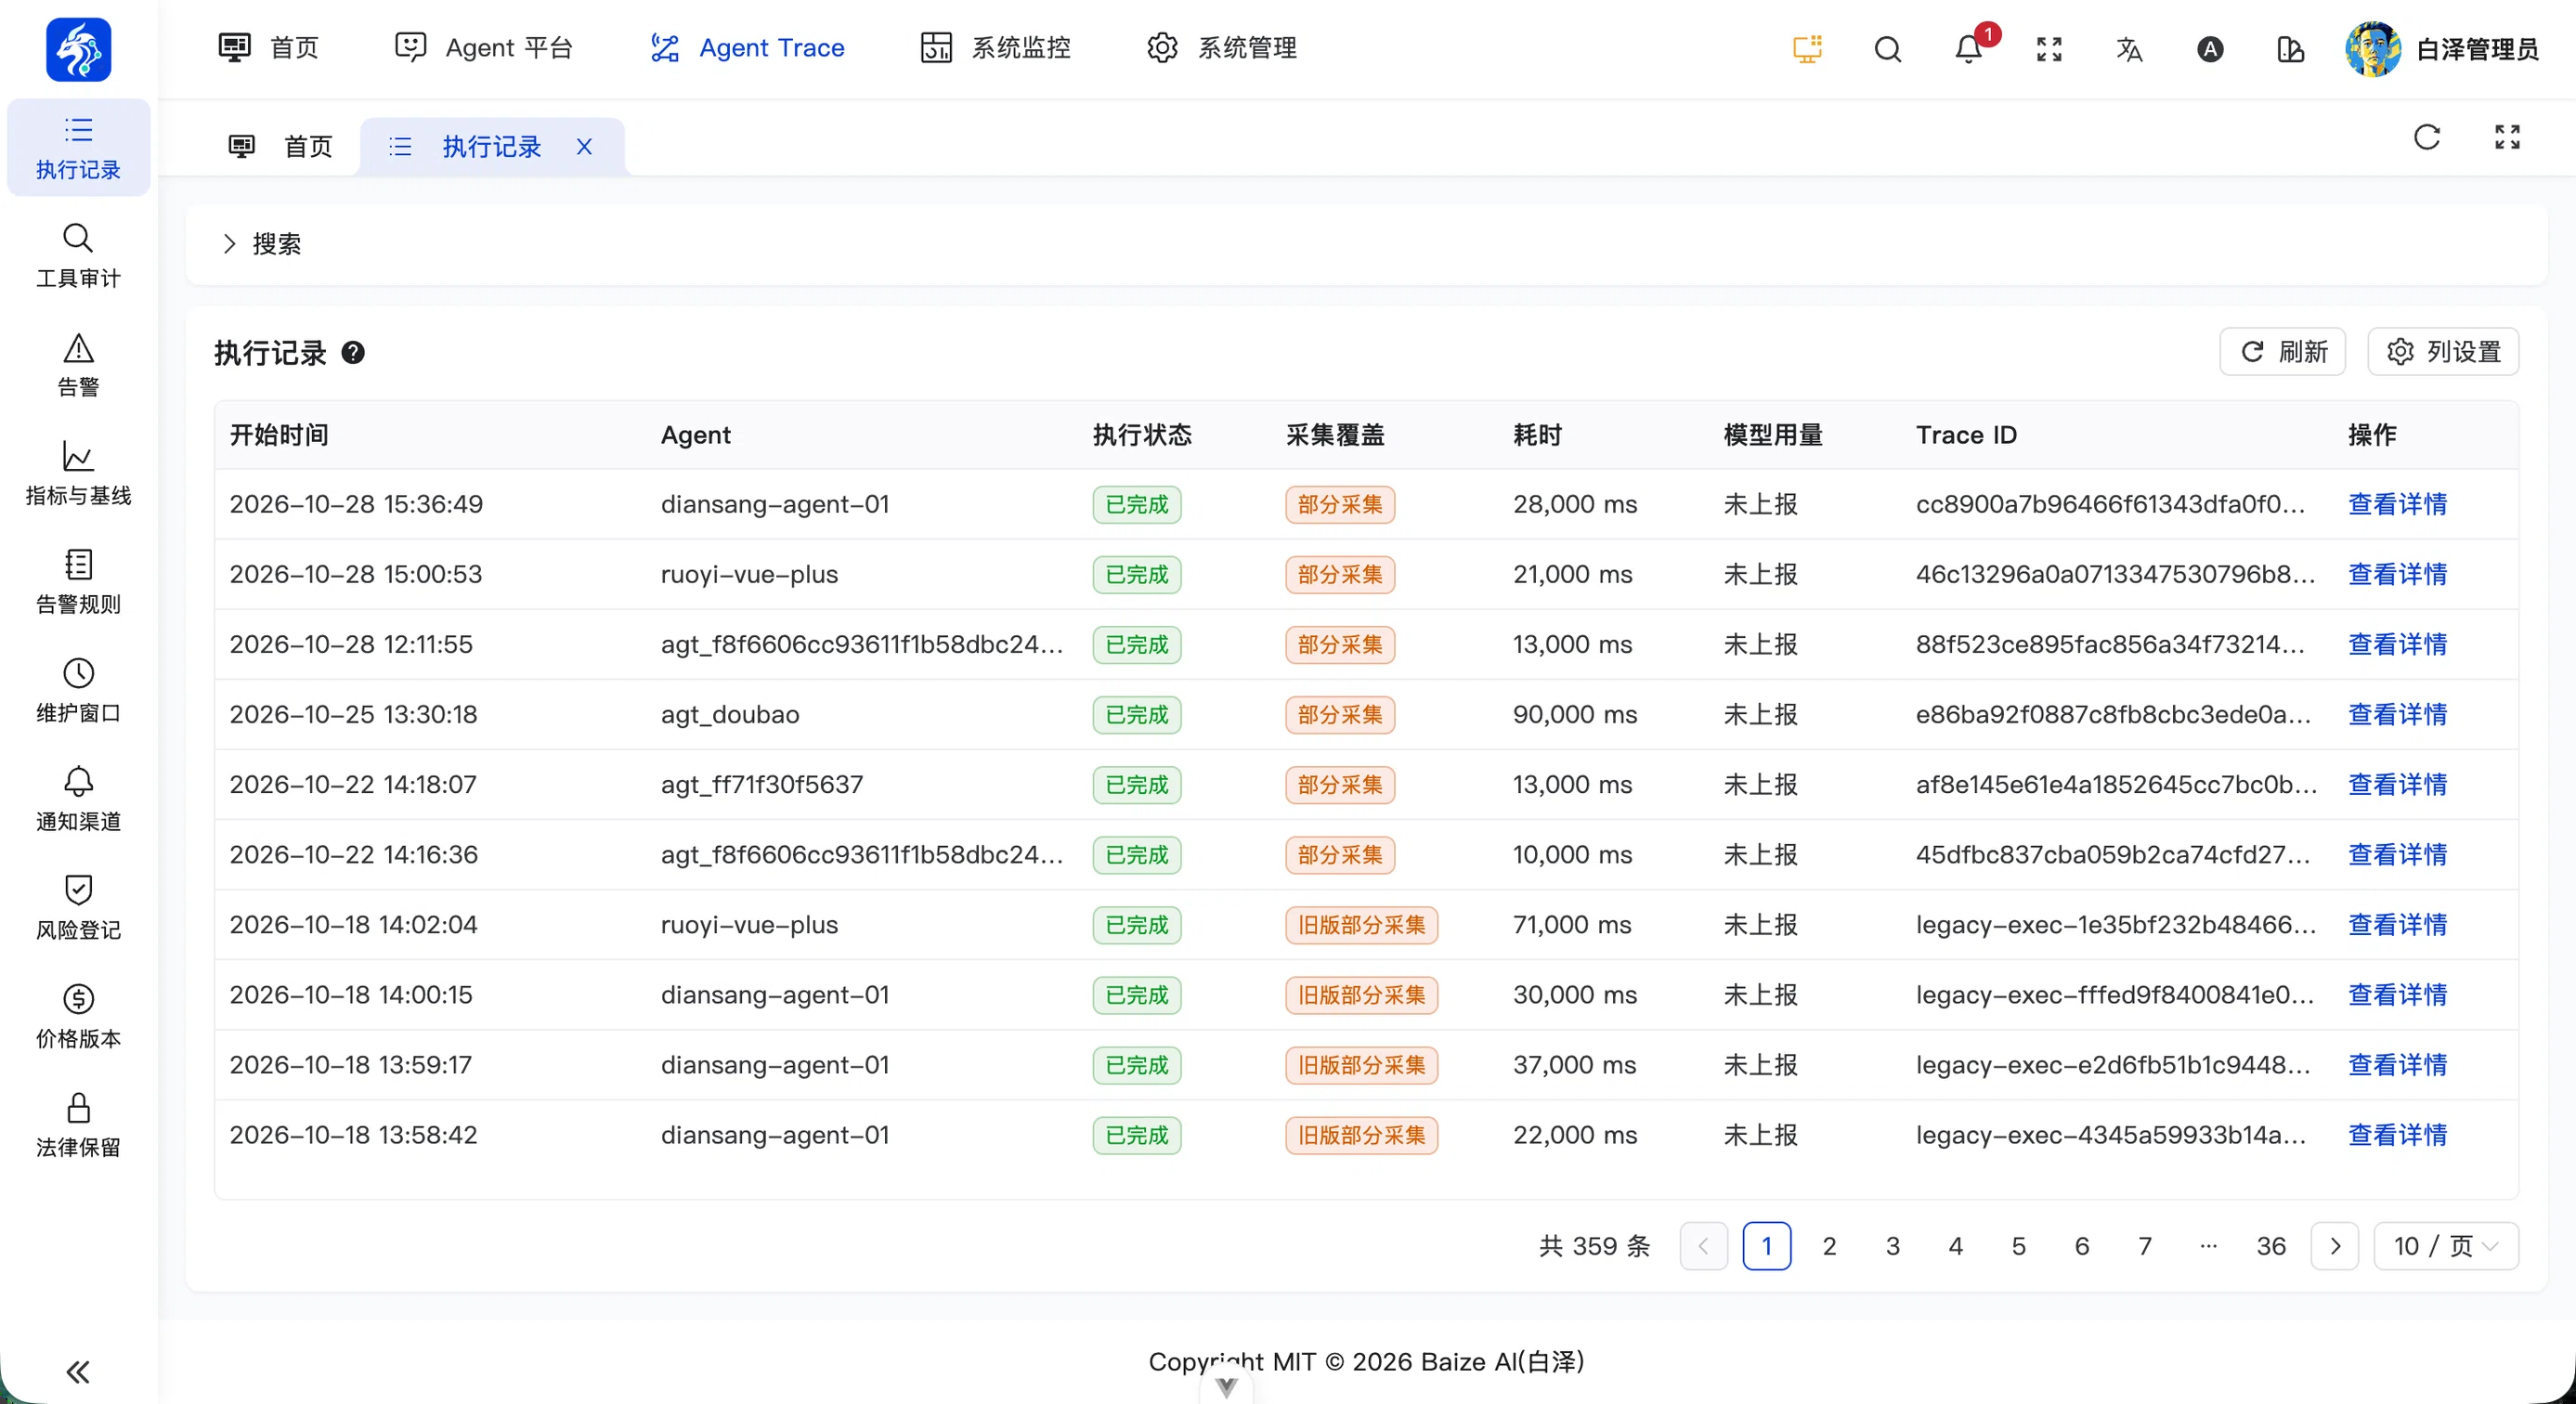 首页 Agent 平台 Agent Trace 系统监控 系统管理 1 A 白泽管理员
首页 执行记录 X
执行记录
工具审计
告警
指标与基线
告警规则
维护窗口
通知渠道
风险登记
价格版本
法律保留
搜索
执行记录 ? 刷新 列设置
开始时间 Agent 执行状态 采集覆盖 耗时 模型用量 Trace ID 操作
2026-10-28 15:36:49 diansang-agent-01 已完成 部分采集 28,000 ms 未上报 cc8900a7b96466f61343dfa0f0... 查看详情
2026-10-28 15:00:53 ruoyi-vue-plus 已完成 部分采集 21,000 ms 未上报 46c13296a0a0713347530796b8... 查看详情
2026-10-28 12:11:55 agt_f8f6606cc93611f1b58dbc24... 已完成 部分采集 13,000 ms 未上报 88f523ce895fac856a34f73214... 查看详情
2026-10-25 13:30:18 agt_doubao 已完成 部分采集 90,000 ms 未上报 e86ba92f0887c8fb8cbc3ede0a... 查看详情
2026-10-22 14:18:07 agt_ff71f30f5637 已完成 部分采集 13,000 ms 未上报 af8e145e61e4a1852645cc7bc0b... 查看详情
2026-10-22 14:16:36 agt_f8f6606cc93611f1b58dbc24... 已完成 部分采集 10,000 ms 未上报 45dfbc837cba059b2ca74cfd27... 查看详情
2026-10-18 14:02:04 ruoyi-vue-plus 已完成 旧版部分采集 71,000 ms 未上报 legacy-exec-1e35bf232b48466... 查看详情
2026-10-18 14:00:15 diansang-agent-01 已完成 旧版部分采集 30,000 ms 未上报 legacy-exec-fffed9f8400841e0... 查看详情
2026-10-18 13:59:17 diansang-agent-01 已完成 旧版部分采集 37,000 ms 未上报 legacy-exec-e2d6fb51b1c9448... 查看详情
2026-10-18 13:58:42 diansang-agent-01 已完成 旧版部分采集 22,000 ms 未上报 legacy-exec-4345a59933b14a... 查看详情
共 359 条 1 2 3 4 5 6 7 ... 36 10 / 页
Copyright MIT © 2026 Baize AI(白泽)